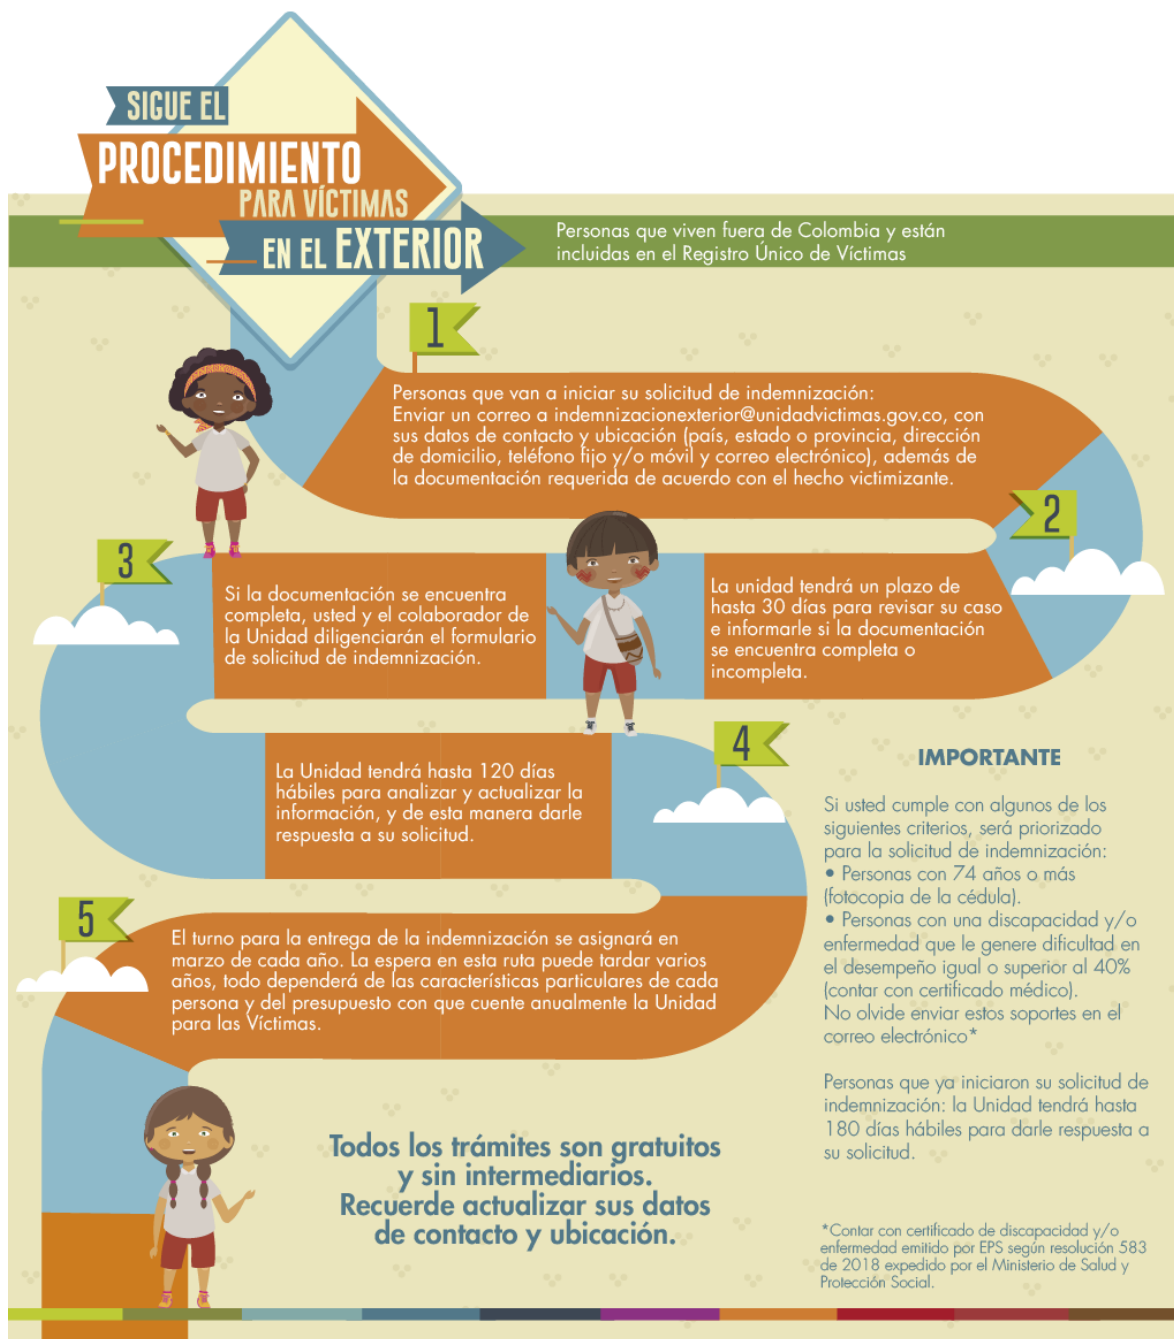 SIGUE EL
PROCEDIMIENTO
PARA VÍCTIMAS
EN EL EXTERIOR
Personas que viven fuera de Colombia y están
incluidas en el Registro Único de Víctimas
1
Personas que van a iniciar su solicitud de indemnización:
Enviar un correo a indemnizacionexterior@unidadvictimas.gov.co, con
sus datos de contacto y ubicación (país, estado o provincia, dirección
de domicilio, teléfono fijo y/o móvil y correo electrónico), además de
la documentación requerida de acuerdo con el hecho victimizante.
2
La unidad tendrá un plazo de
hasta 30 días para revisar su caso
e informarle si la documentación
se encuentra completa o
incompleta.
3
Si la documentación se encuentra
completa, usted y el colaborador de
la Unidad diligenciarán el formulario
de solicitud de indemnización.
4
La Unidad tendrá hasta 120 días
hábiles para analizar y actualizar la
información, y de esta manera darle
respuesta a su solicitud.
5
El turno para la entrega de la indemnización se asignará en
marzo de cada año. La espera en esta ruta puede tardar varios
años, todo dependerá de las características particulares de cada
persona y del presupuesto con que cuente anualmente la Unidad
para las Víctimas.
IMPORTANTE
Si usted cumple con algunos de los
siguientes criterios, será priorizado
para la solicitud de indemnización:
• Personas con 74 años o más
(fotocopia de la cédula).
• Personas con una discapacidad y/o
enfermedad que le genere dificultad en
el desempeño igual o superior al 40%
(contar con certificado médico).
No olvide enviar estos soportes en el
correo electrónico*
Personas que ya iniciaron su solicitud de
indemnización: la Unidad tendrá hasta
180 días hábiles para darle respuesta a
su solicitud.
Todos los trámites son gratuitos
y sin intermediarios.
Recuerde actualizar sus datos
de contacto y ubicación.
*Contar con certificado de discapacidad y/o
enfermedad emitido por EPS según resolución 583
de 2018 expedido por el Ministerio de Salud y
Protección Social.